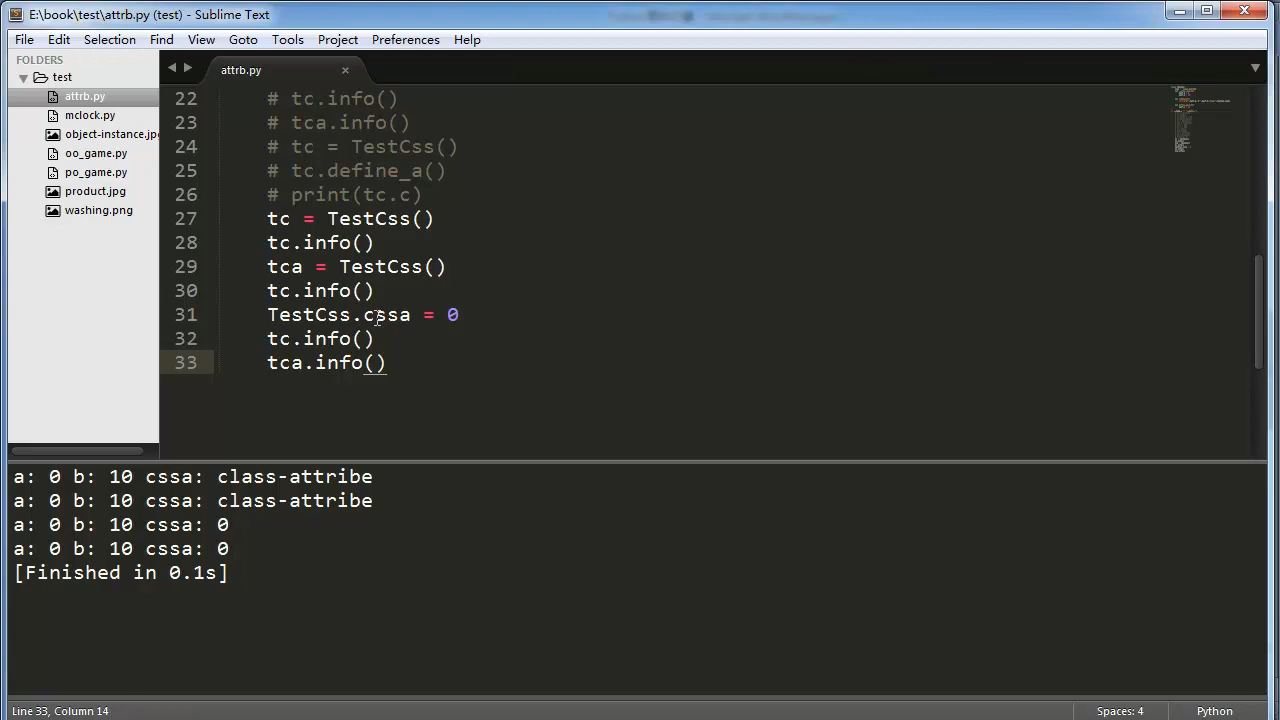 E:\book\test\attrb.py (test) - Sublime Text
File Edit Selection Find View Goto Tools Project Preferences Help
FOLDERS
test
attrb.py
mclock.py
object-instance.jpg
oo_game.py
po_game.py
product.jpg
washing.png
attrb.py ×
22 # tc.info()
23 # tca.info()
24 # tc = TestCss()
25 # tc.define_a()
26 # print(tc.c)
27 tc = TestCss()
28 tc.info()
29 tca = TestCss()
30 tc.info()
31 TestCss.cssa = 0
32 tc.info()
33 tca.info()
a: 0 b: 10 cssa: class-attribe
a: 0 b: 10 cssa: class-attribe
a: 0 b: 10 cssa: 0
a: 0 b: 10 cssa: 0
[Finished in 0.1s]
Line 33, Column 14
Spaces: 4
Python